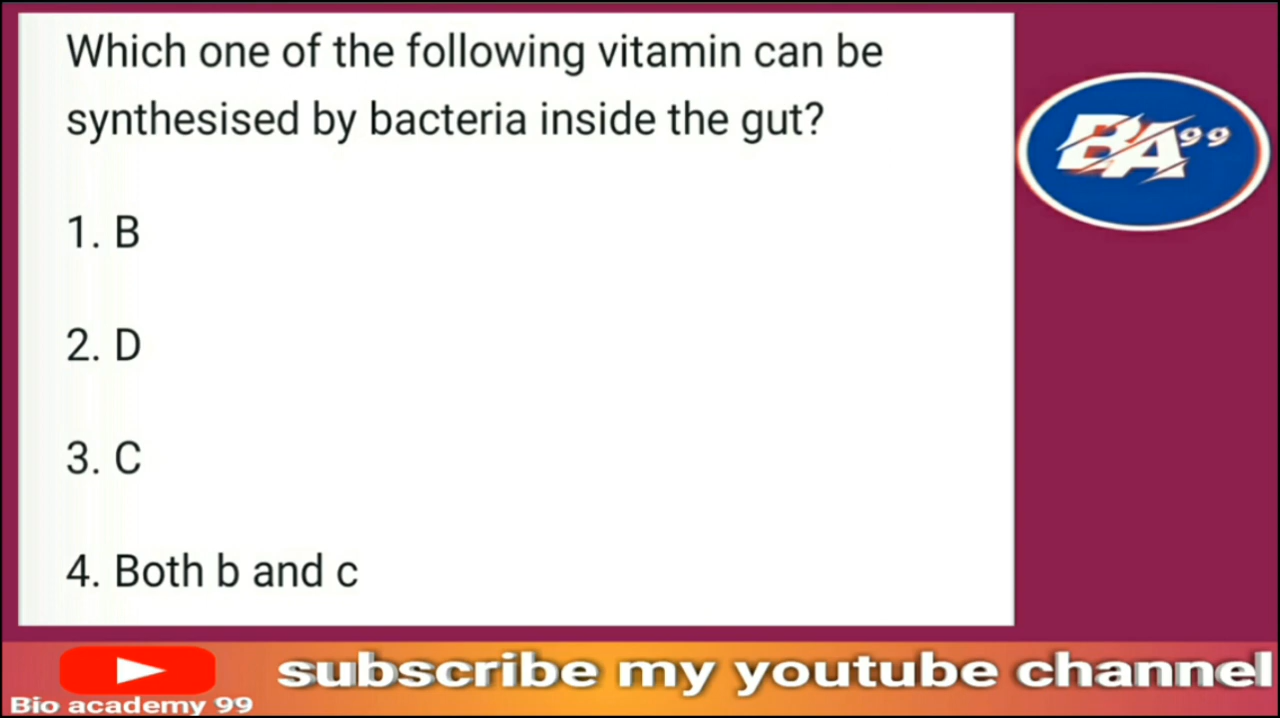 Which one of the following vitamin can be
synthesised by bacteria inside the gut?
1. B
2. D
3. C
4. Both b and c
BA99
subscribe my youtube channel
Bio academy 99